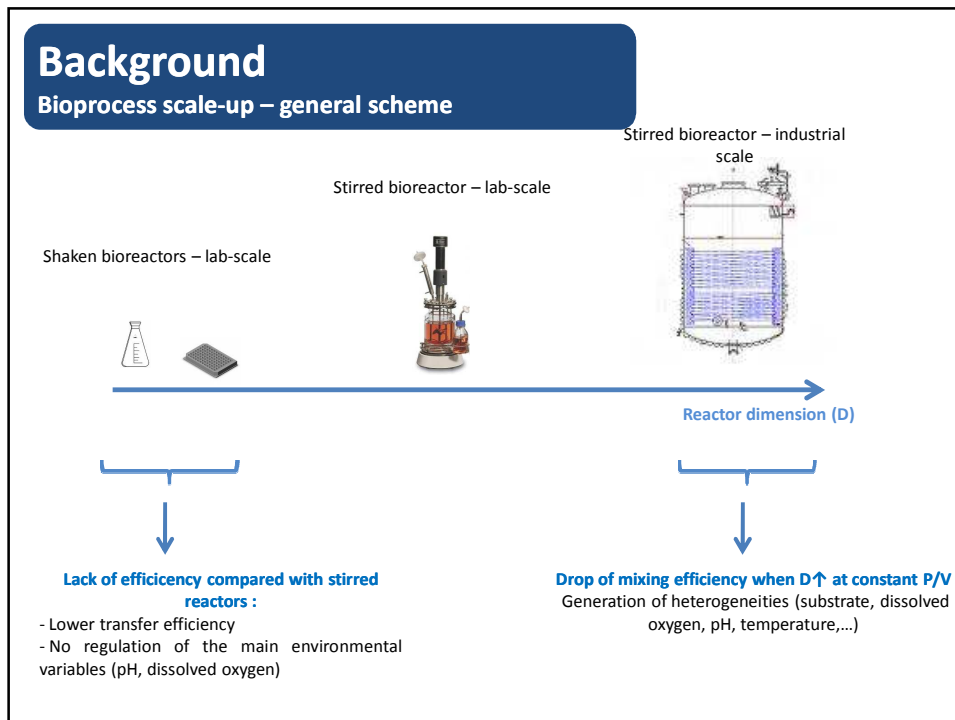 Background
Bioprocess scale-up – general scheme
Stirred bioreactor – industrial
scale
Stirred bioreactor – lab-scale
Shaken bioreactors – lab-scale
Reactor dimension (D)
Lack of efficicency compared with stirred
reactors :
- Lower transfer efficiency
- No regulation of the main environmental
variables (pH, dissolved oxygen)
Drop of mixing efficiency when D↑ at constant P/V
Generation of heterogeneities (substrate, dissolved
oxygen, pH, temperature,…)